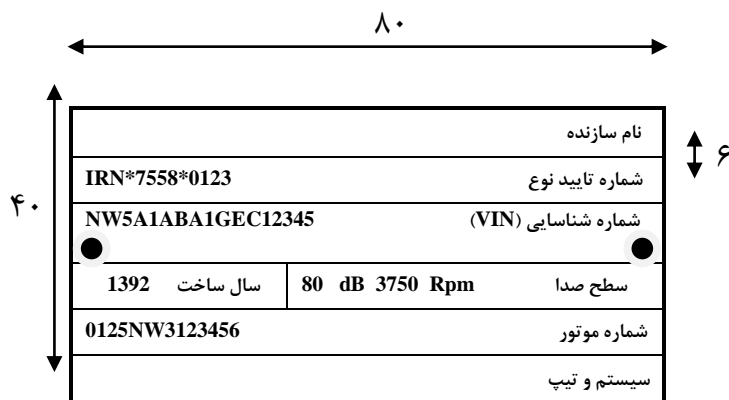 ۸۰
۴۰
۶
نام سازنده
شماره تایید نوع IRN*7558*0123
شماره شناسایی (VIN) NW5A1ABA1GEC12345
سطح صدا 80 dB 3750 Rpm سال ساخت 1392
شماره موتور 0125NW3123456
سیستم و تیپ